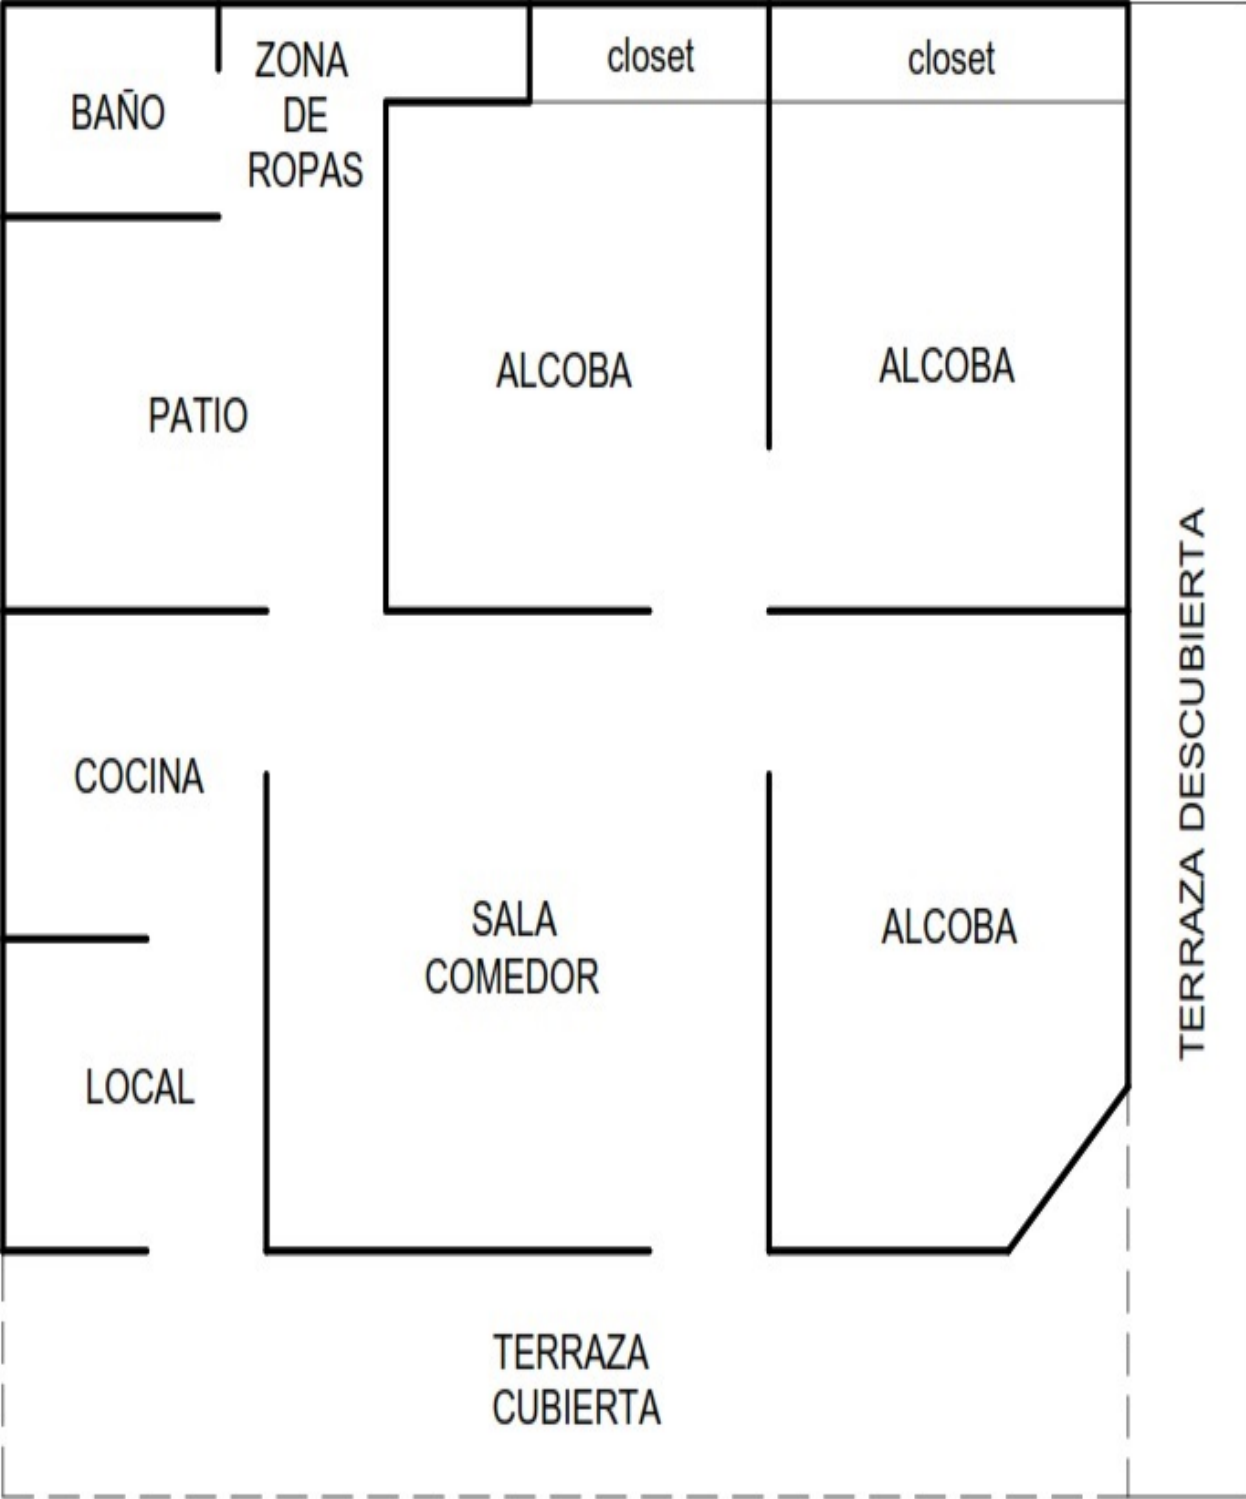 BAÑO
ZONA
DE
ROPAS
closet
closet
PATIO
ALCOBA
ALCOBA
COCINA
SALA
COMEDOR
ALCOBA
LOCAL
TERRAZA DESCUBIERTA
TERRAZA
CUBIERTA